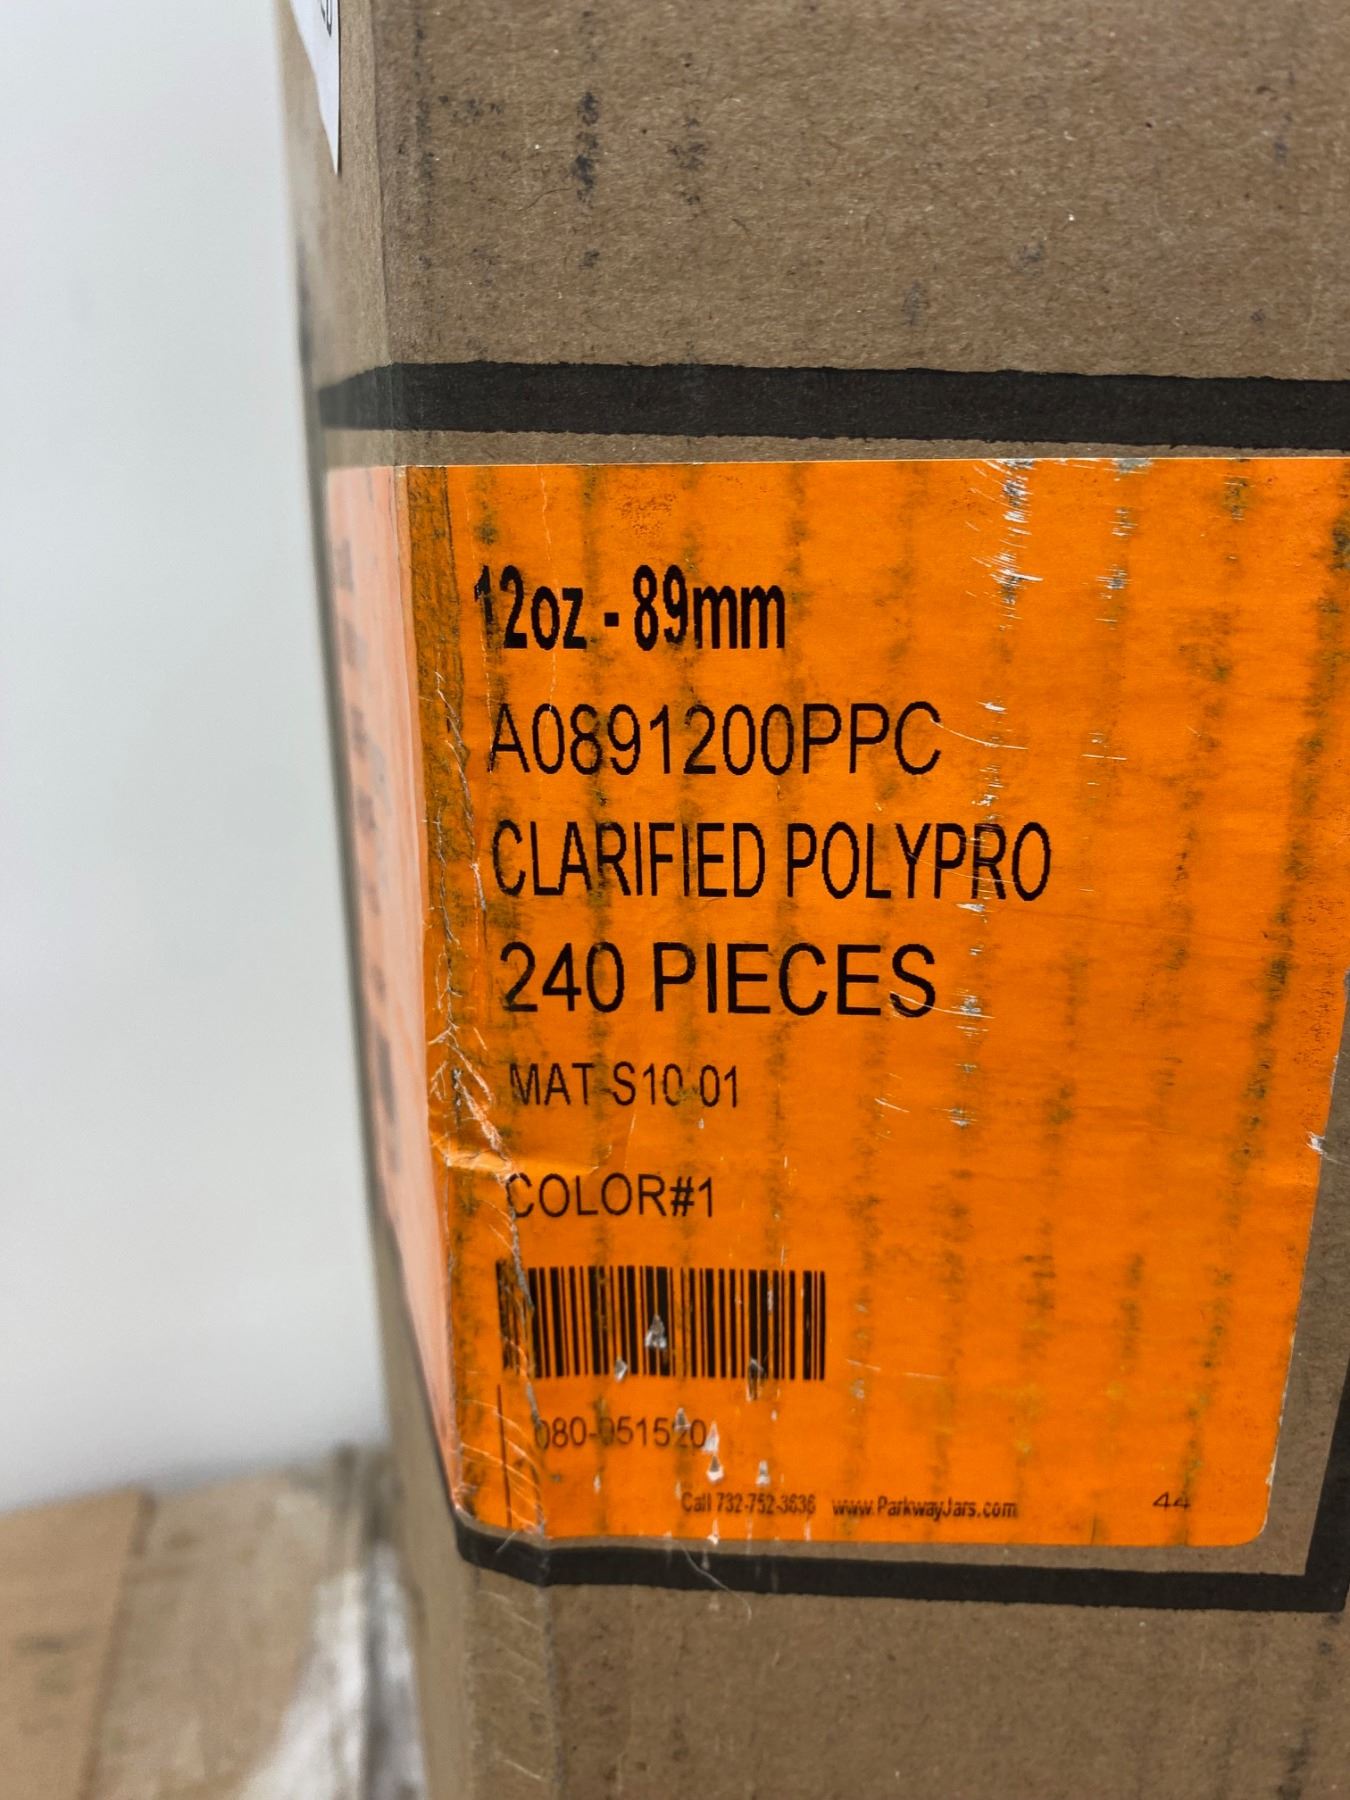 12oz - 89mm
A0891200PPC
CLARIFIED POLYPRO
240 PIECES
MAT-S10-01
COLOR#1
080-051520
Call 732-752-3636 www.ParkwayJars.com 44